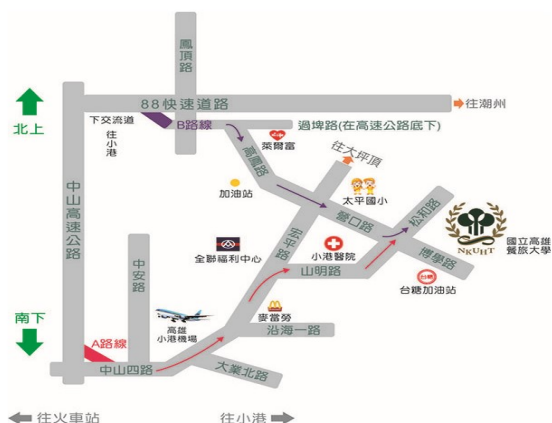 鳳頂路
88快速道路
往潮州
北上
下交流道
往小港
B路線
過埤路(在高速公路底下)
萊爾富
高鳳路
往大坪頂
加油站
太平國小
松和路
營口路
中山高速公路
NKUHT
國立高雄
餐旅大學
全聯福利中心
宏平路
小港醫院
博學路
中安路
山明路
台糖
台糖加油站
南下
麥當勞
高雄
小港機場
沿海一路
A路線
中山四路
大業北路
往火車站
往小港